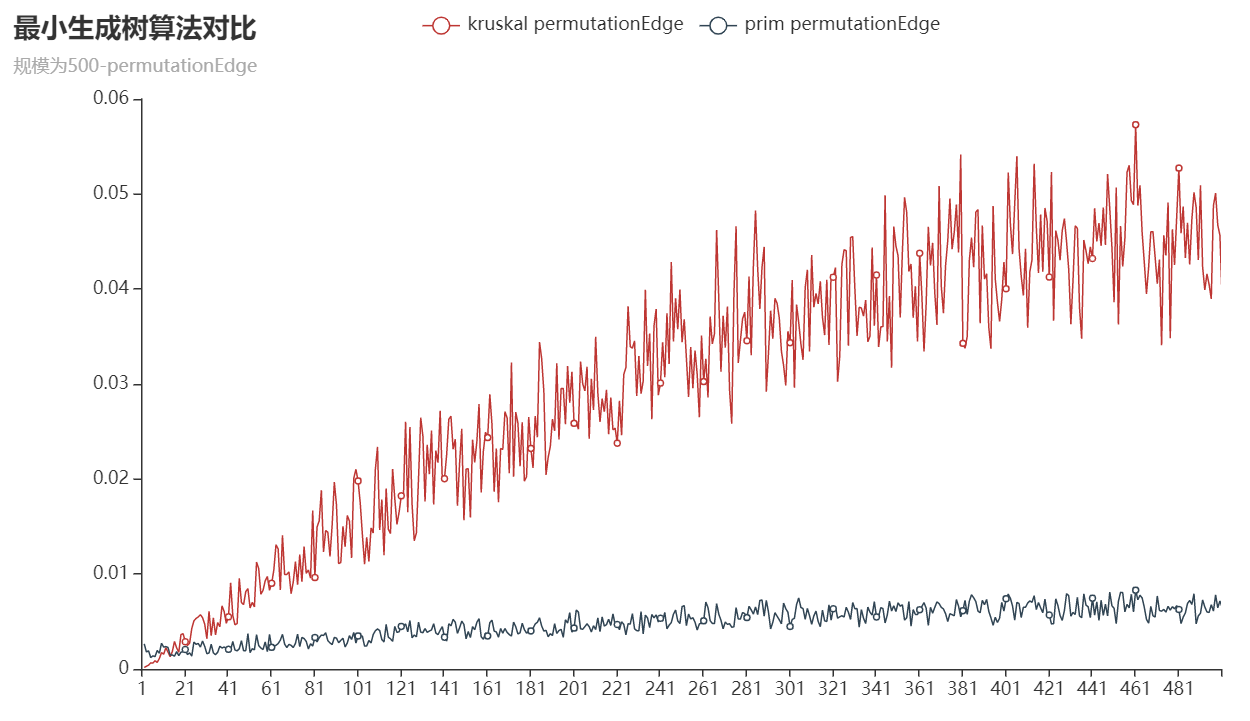 最小生成树算法对比
规模为500-permutationEdge
kruskal permutationEdge
prim permutationEdge
0.06
0.05
0.04
0.03
0.02
0.01
0
1 21 41 61 81 101 121 141 161 181 201 221 241 261 281 301 321 341 361 381 401 421 441 461 481